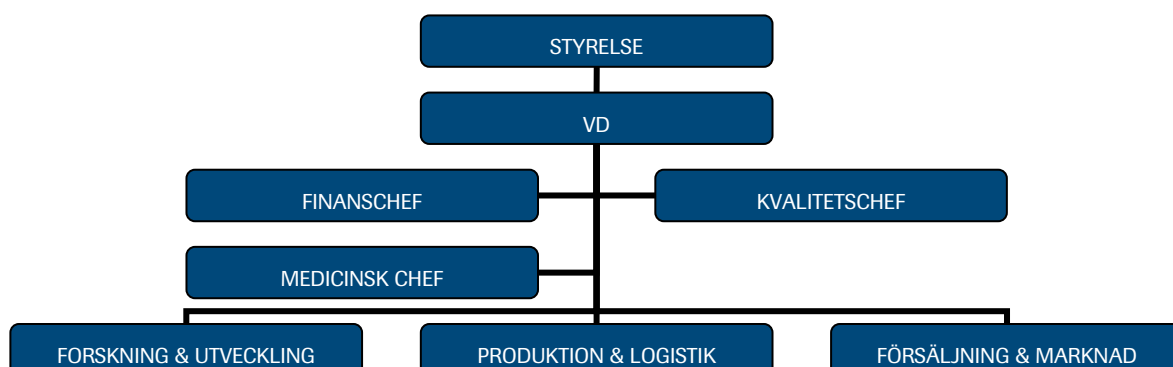 STYRELSE
VD
FINANSCHEF
KVALITETSCHEF
MEDICINSK CHEF
FORSKNING & UTVECKLING
PRODUKTION & LOGISTIK
FÖRSÄLJNING & MARKNAD